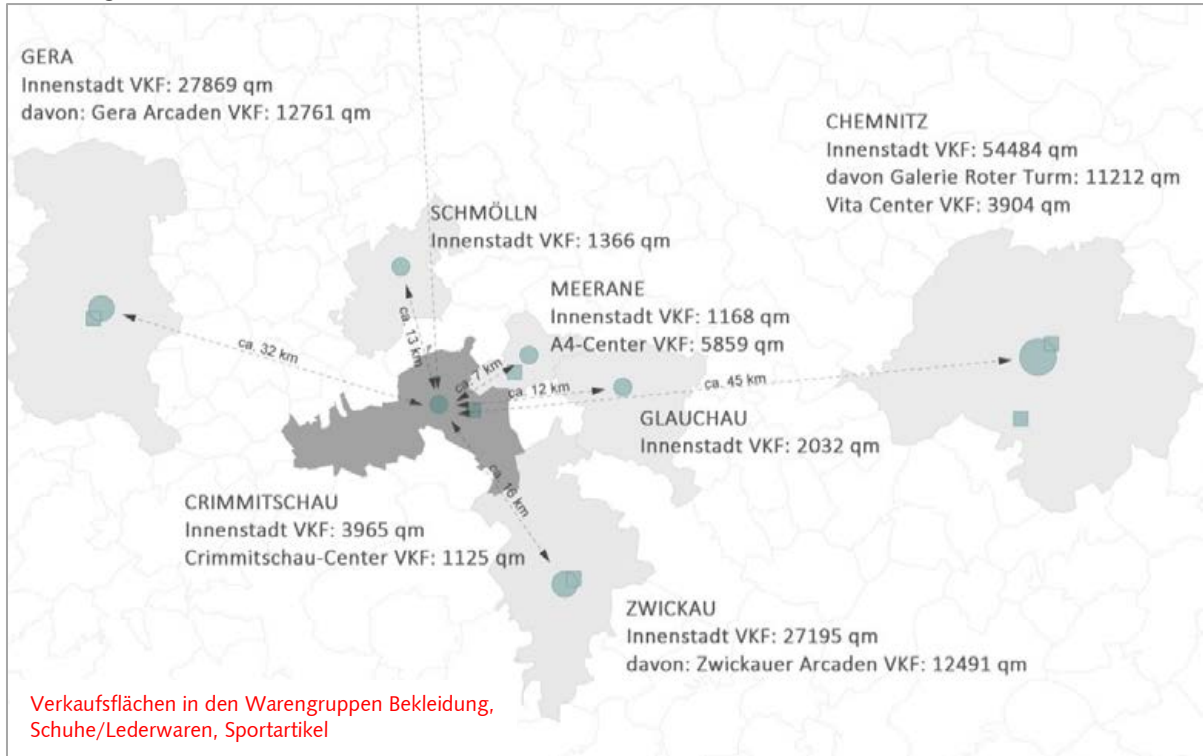 GERA
Innenstadt VKF: 27869 qm
davon: Gera Arcaden VKF: 12761 qm
CHEMNITZ
Innenstadt VKF: 54484 qm
davon Galerie Roter Turm: 11212 qm
Vita Center VKF: 3904 qm
SCHMÖLLN
Innenstadt VKF: 1366 qm
MEERANE
Innenstadt VKF: 1168 qm
A4-Center VKF: 5859 qm
ca. 13 km
ca. 32 km
ca. 7 km
ca. 12 km
ca. 45 km
GLAUCHAU
Innenstadt VKF: 2032 qm
ca. 16 km
CRIMMITSCHAU
Innenstadt VKF: 3965 qm
Crimmitschau-Center VKF: 1125 qm
ZWICKAU
Innenstadt VKF: 27195 qm
davon: Zwickauer Arcaden VKF: 12491 qm
Verkaufsflächen in den Warengruppen Bekleidung,
Schuhe/Lederwaren, Sportartikel